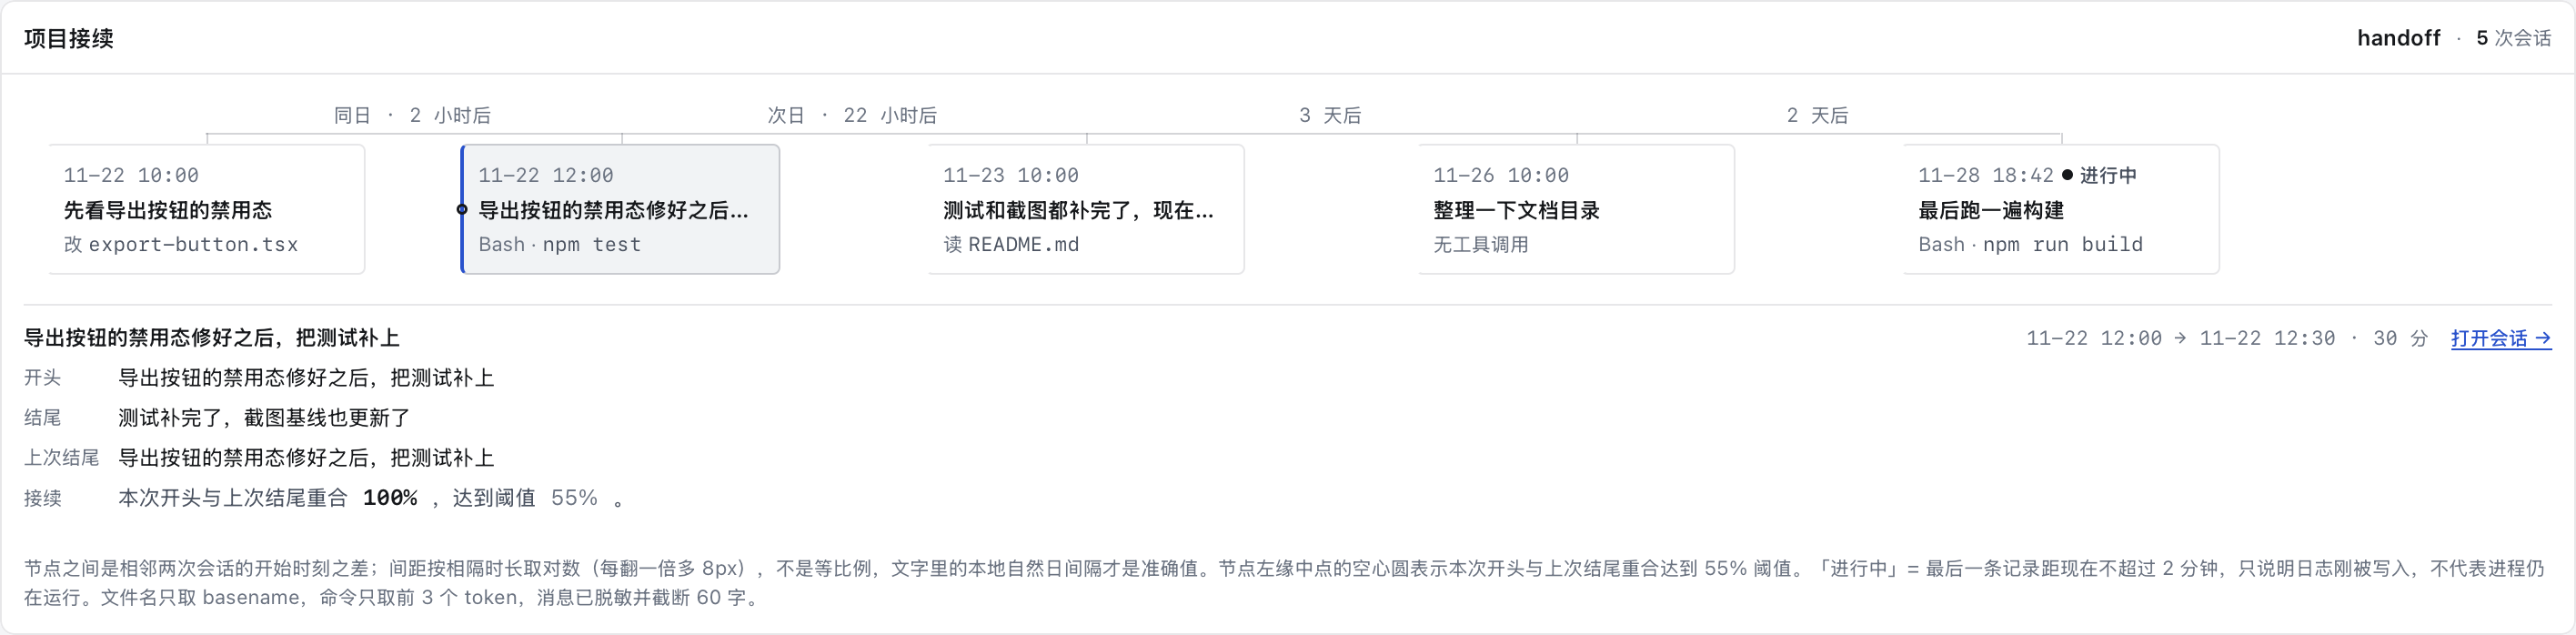 项目接续
handoff · 5 次会话
同日 · 2 小时后
次日 · 22 小时后
3 天后
2 天后
11-22 10:00
先看导出按钮的禁用态
改 export-button.tsx
11-22 12:00
导出按钮的禁用态修好之后...
Bash · npm test
11-23 10:00
测试和截图都补完了，现在...
读 README.md
11-26 10:00
整理一下文档目录
无工具调用
11-28 18:42 ● 进行中
最后跑一遍构建
Bash · npm run build
导出按钮的禁用态修好之后，把测试补上
11-22 12:00 → 11-22 12:30 · 30 分 打开会话 →
开头 导出按钮的禁用态修好之后，把测试补上
结尾 测试补完了，截图基线也更新了
上次结尾 导出按钮的禁用态修好之后，把测试补上
接续 本次开头与上次结尾重合 100% ，达到阈值 55% 。
节点之间是相邻两次会话的开始时刻之差；间距按相隔时长取对数（每翻一倍多 8px），不是等比例，文字里的本地自然日间隔才是准确值。节点左缘中点的空心圆表示本次开头与上次结尾重合达到 55% 阈值。「进行中」= 最后一条记录距现在不超过 2 分钟，只说明日志刚被写入，不代表进程仍
在运行。文件名只取 basename，命令只取前 3 个 token，消息已脱敏并截断 60 字。